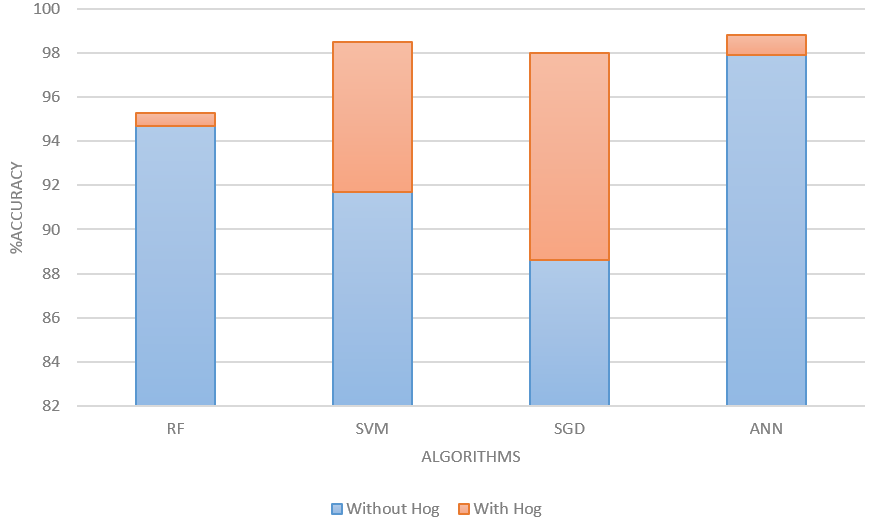 100
98
96
94
92
90
88
86
84
82
%ACCURACY
RF SVM SGD ANN
ALGORITHMS
Without Hog With Hog